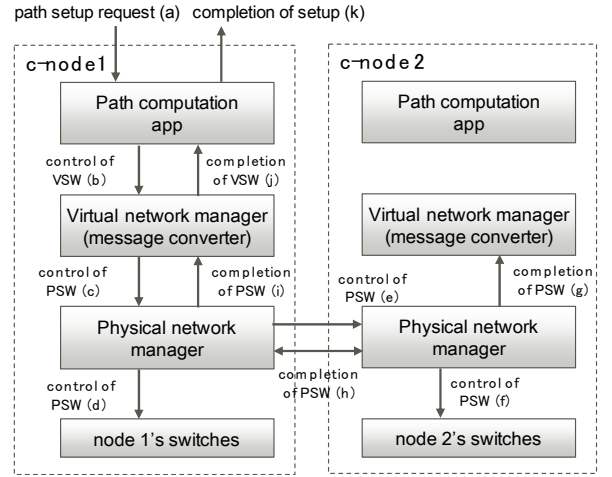 path setup request (a)
completion of setup (k)
c-node1
c-node2
Path computation
app
Path computation
app
control of
VSW (b)
completion
of VSW (j)
Virtual network manager
(message converter)
Virtual network manager
(message converter)
control of
PSW (c)
completion
of PSW (i)
control of
PSW (e)
completion
of PSW (g)
Physical network
manager
Physical network
manager
control of
PSW (d)
completion
of PSW (h)
control of
PSW (f)
node 1's switches
node 2's switches